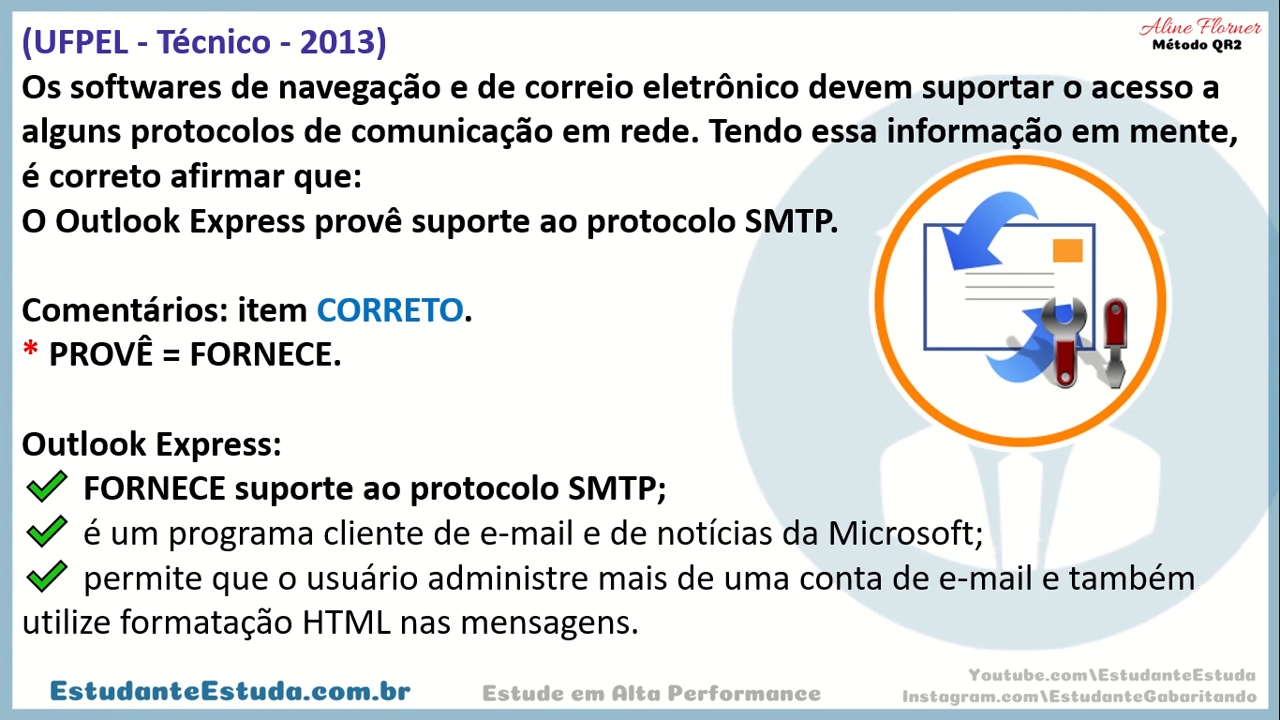 (UFPEL - Técnico - 2013)
Aline Florner
Método QR2
Os softwares de navegação e de correio eletrônico devem suportar o acesso a
alguns protocolos de comunicação em rede. Tendo essa informação em mente,
é correto afirmar que:
O Outlook Express provê suporte ao protocolo SMTP.
Comentários: item CORRETO.
* PROVÊ = FORNECE.
Outlook Express:
FORNECE suporte ao protocolo SMTP;
é um programa cliente de e-mail e de notícias da Microsoft;
permite que o usuário administre mais de uma conta de e-mail e também
utilize formatação HTML nas mensagens.
EstudanteEstuda.com.br
Estude em Alta Performance
Youtube.com\EstudanteEstuda
Instagram.com\EstudanteGabaritando